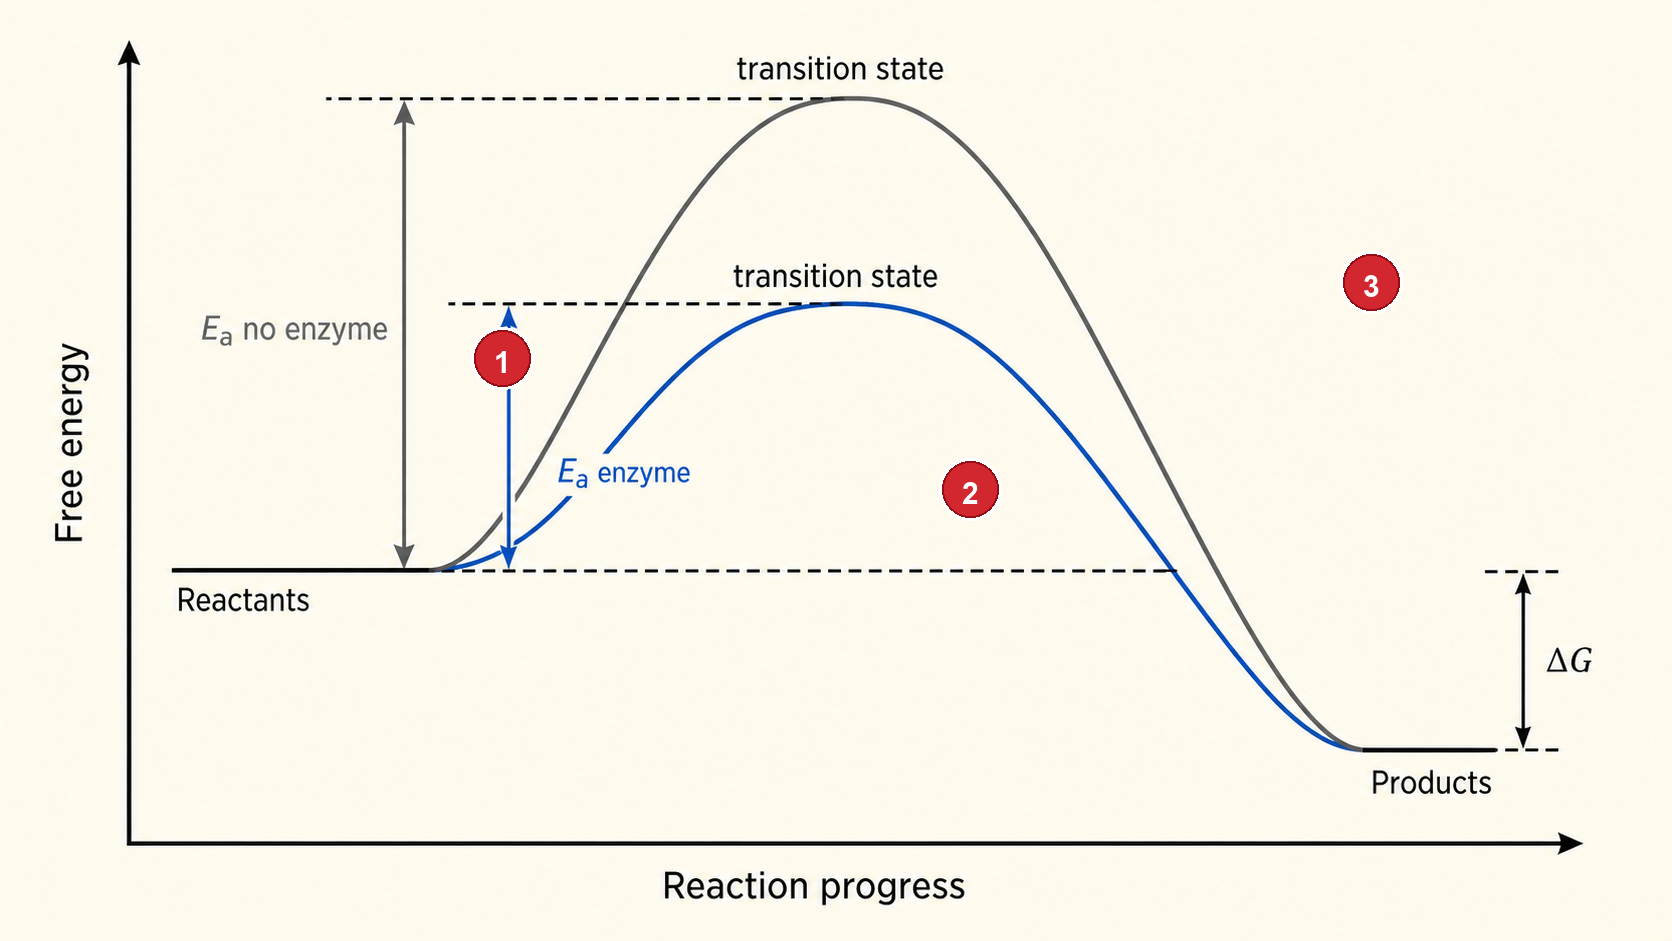 transition state
transition state
Eₐ no enzyme
1
3
Eₐ enzyme
2
Free energy
Reactants
ΔG
Products
Reaction progress